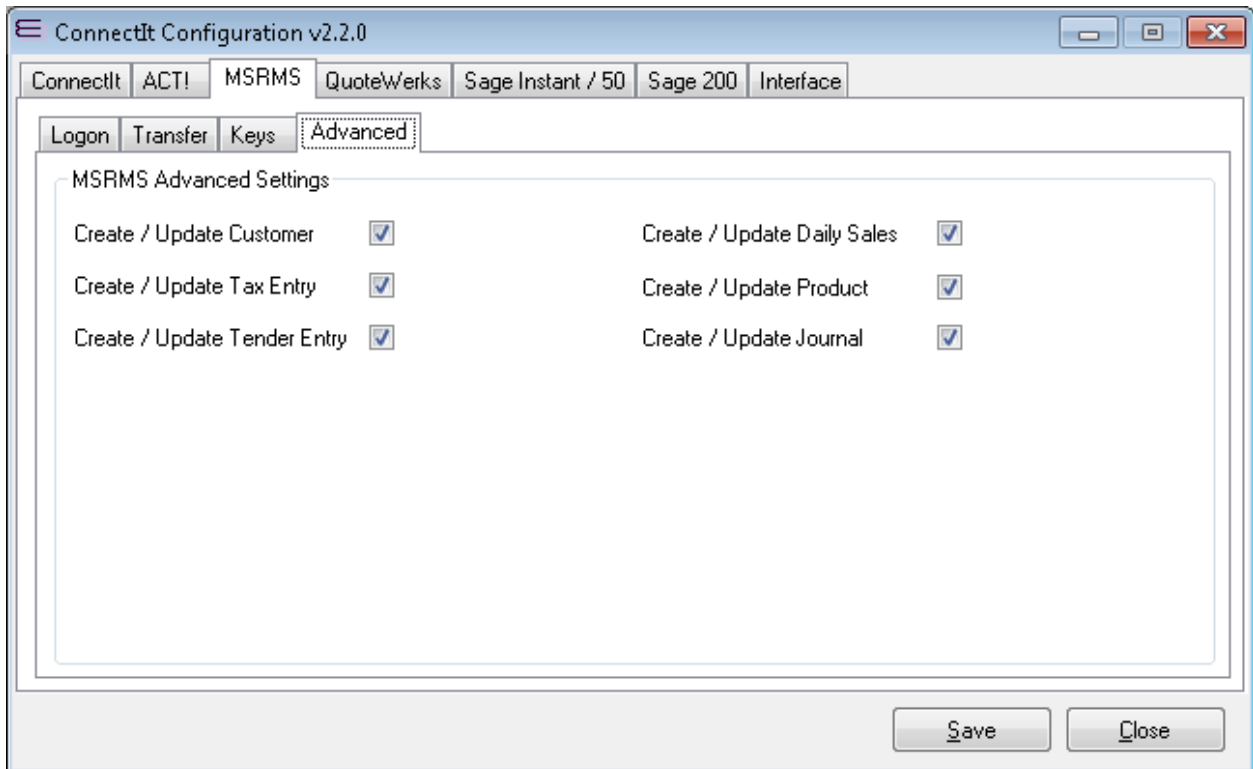 ConnectIt Configuration v2.2.0
ConnectIt ACT! MSRMS QuoteWerks Sage Instant / 50 Sage 200 Interface
Logon Transfer Keys Advanced
MSRMS Advanced Settings
Create / Update Customer Create / Update Daily Sales
Create / Update Tax Entry Create / Update Product
Create / Update Tender Entry Create / Update Journal
Save Close